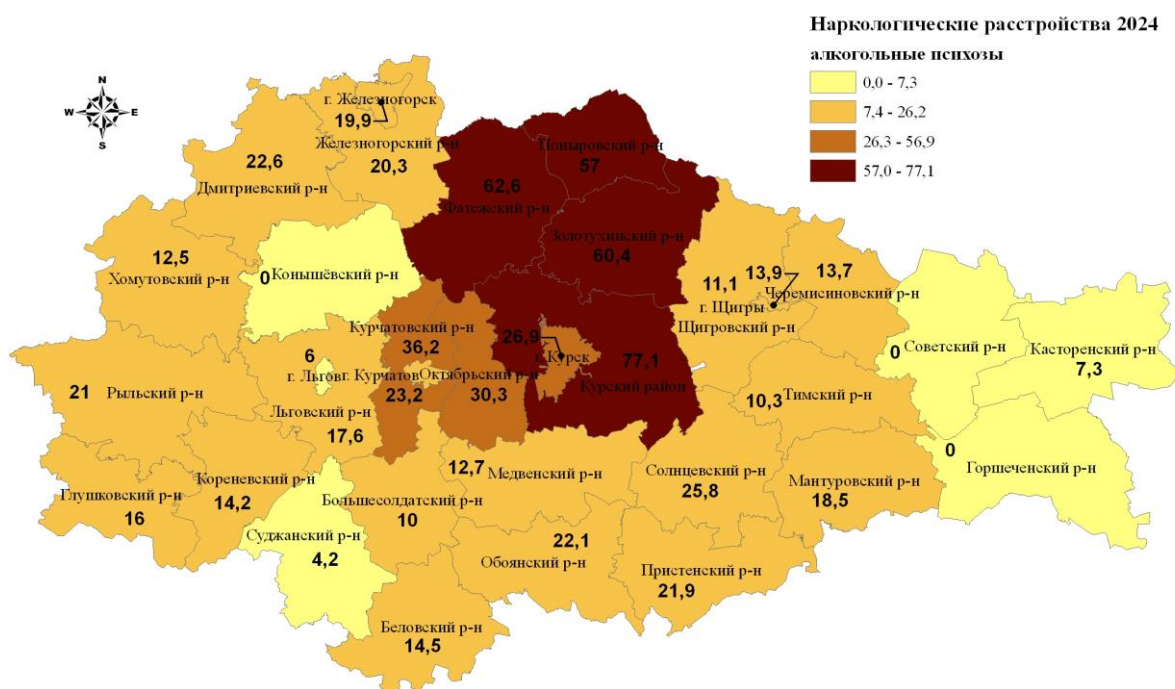 Наркологические расстройства 2024
алкогольные психозы
0,0 - 7,3
7,4 - 26,2
26,3 - 56,9
57,0 - 77,1
N
W
E
S
г. Железногорск
19,9
Железногорский р-н
20,3
22,6
Дмитриевский р-н
62,6
Фатежский р-н
Поныровский р-н
57
Золотухинский р-н
60,4
12,5
Хомутовский р-н
0
Конышёвский р-н
11,1
13,9
г. Щигры
Щигровский р-н
13,7
Черемисиновский р-н
Курчатовский р-н
36,2
26,9
г. Курск
77,1
Курский район
0
Советский р-н
Касторенский р-н
7,3
6
г. Льгов
г. Курчатов
23,2
Октябрьский р-н
30,3
21
Рыльский р-н
Льговский р-н
17,6
10,3
Тимский р-н
0
Горшеченский р-н
Глушковский р-н
16
Кореневский р-н
14,2
12,7
Медвенский р-н
Солнцевский р-н
25,8
Мантуровский р-н
18,5
Большесолдатский р-н
10
Суджанский р-н
4,2
22,1
Обоянский р-н
Пристенский р-н
21,9
Беловский р-н
14,5